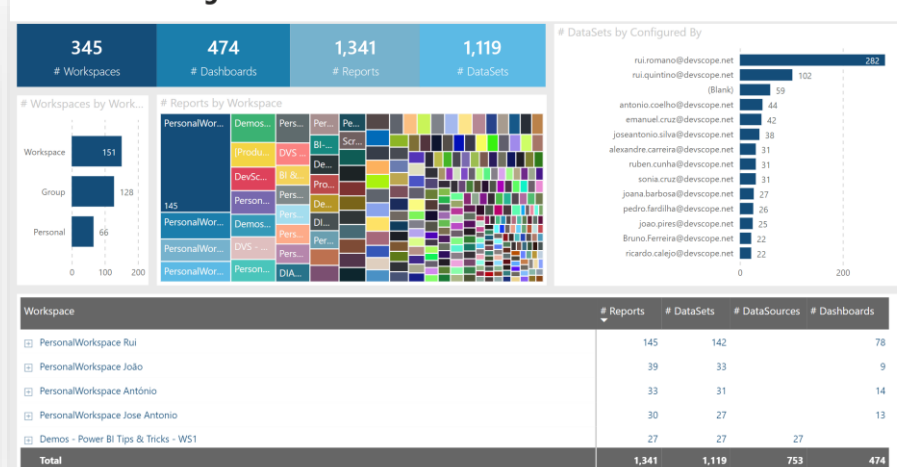 345
# Workspaces
474
# Dashboards
1,341
# Reports
1,119
# DataSets
# DataSets by Configured By
rui.romano@devscope.net 282
rui.quintino@devscope.net 102
(Blank) 59
antonio.coelho@devscope.net 44
emanuel.cruz@devscope.net 42
joseantonio.silva@devscope.net 38
alexandre.carreira@devscope.net 31
ruben.cunha@devscope.net 31
sonia.cruz@devscope.net 31
joana.barbosa@devscope.net 27
pedro.fardilha@devscope.net 26
joao.pires@devscope.net 25
Bruno.Ferreira@devscope.net 22
ricardo.calejo@devscope.net 22
0 200
# Workspaces by Work...
Workspace 151
Group 128
Personal 66
0 100 200
# Reports by Workspace
PersonalWor...
145
PersonalWor...
PersonalWor...
PersonalWor...
Demos...
[Produ...
DevSc...
Person...
Demos...
DVS - ...
Person...
Pers...
DVS ...
BI &...
Pers...
Pers...
Pers...
Pers...
DIA...
Per...
BI-...
De...
Pro...
De...
DI...
Per...
Pe...
Scr...
Workspace # Reports # DataSets # DataSources # Dashboards
PersonalWorkspace Rui 145 142 78
PersonalWorkspace João 39 33 9
PersonalWorkspace António 33 31 14
PersonalWorkspace Jose Antonio 30 27 13
Demos - Power BI Tips & Tricks - WS1 27 27 27
Total 1,341 1,119 753 474